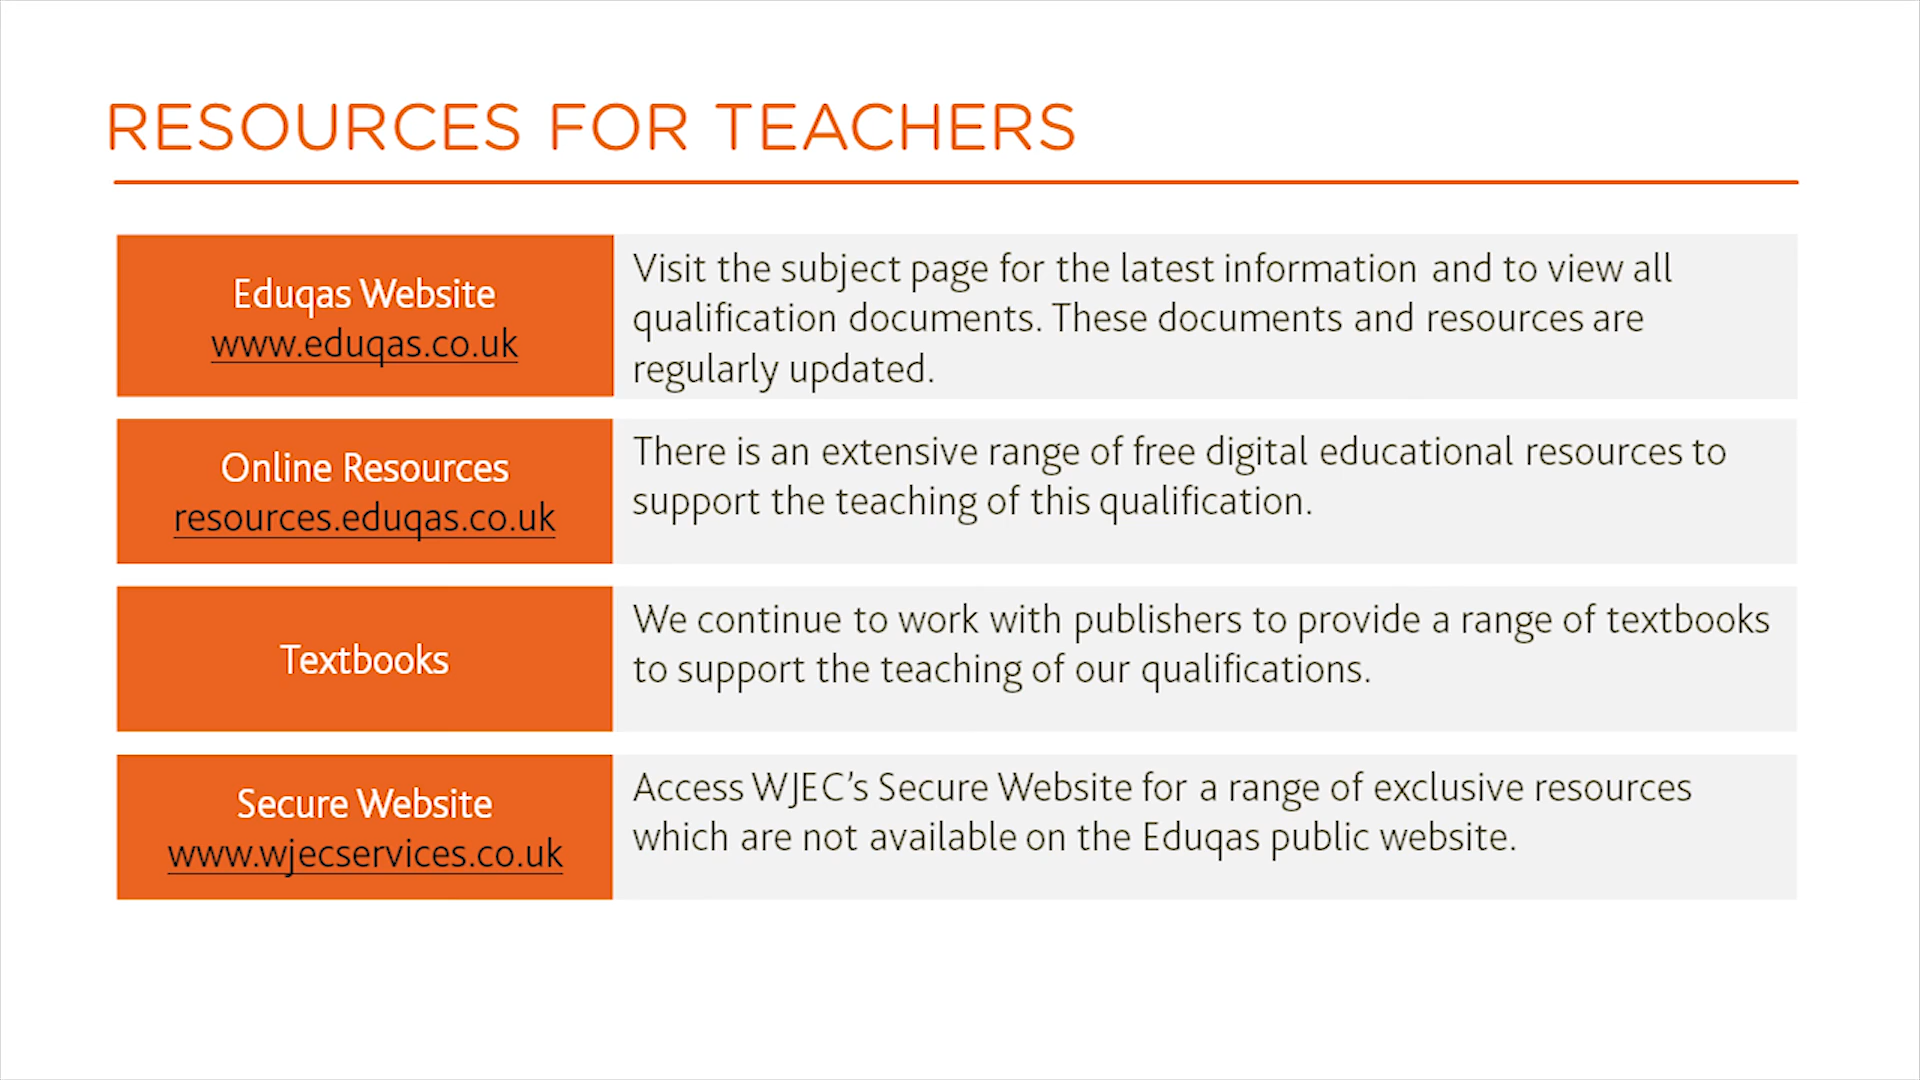 RESOURCES FOR TEACHERS
Eduqas Website
www.eduqas.co.uk
Visit the subject page for the latest information and to view all
qualification documents. These documents and resources are
regularly updated.
Online Resources
resources.eduqas.co.uk
There is an extensive range of free digital educational resources to
support the teaching of this qualification.
Textbooks
We continue to work with publishers to provide a range of textbooks
to support the teaching of our qualifications.
Secure Website
www.wjecservices.co.uk
Access WJEC’s Secure Website for a range of exclusive resources
which are not available on the Eduqas public website.